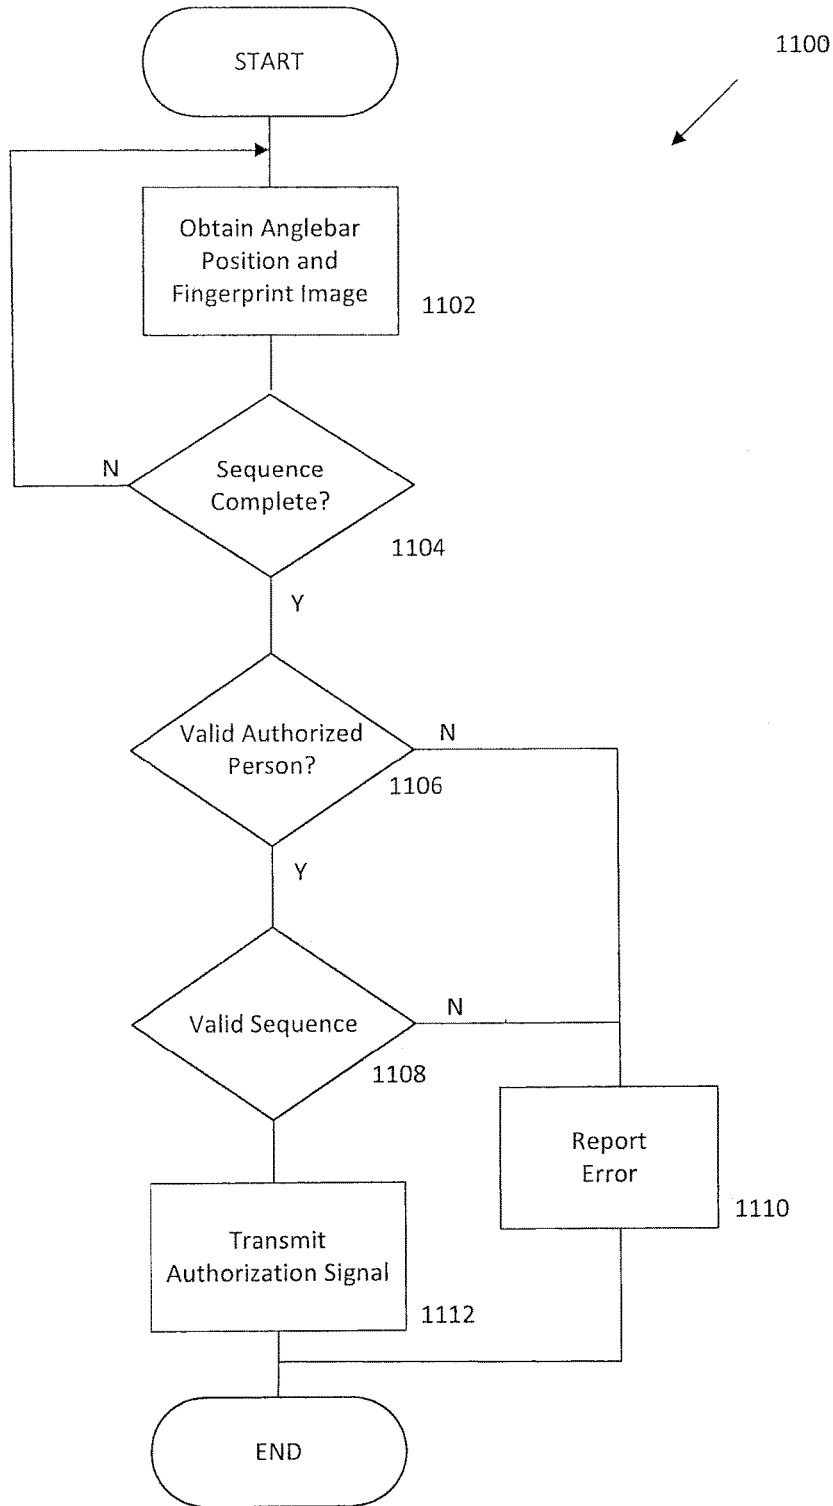 START
1100
Obtain Anglebar
Position and
Fingerprint Image
1102
N
Sequence
Complete?
1104
Y
Valid Authorized
Person?
N
1106
Y
Valid Sequence
N
1108
Report
Error
1110
Transmit
Authorization Signal
1112
END